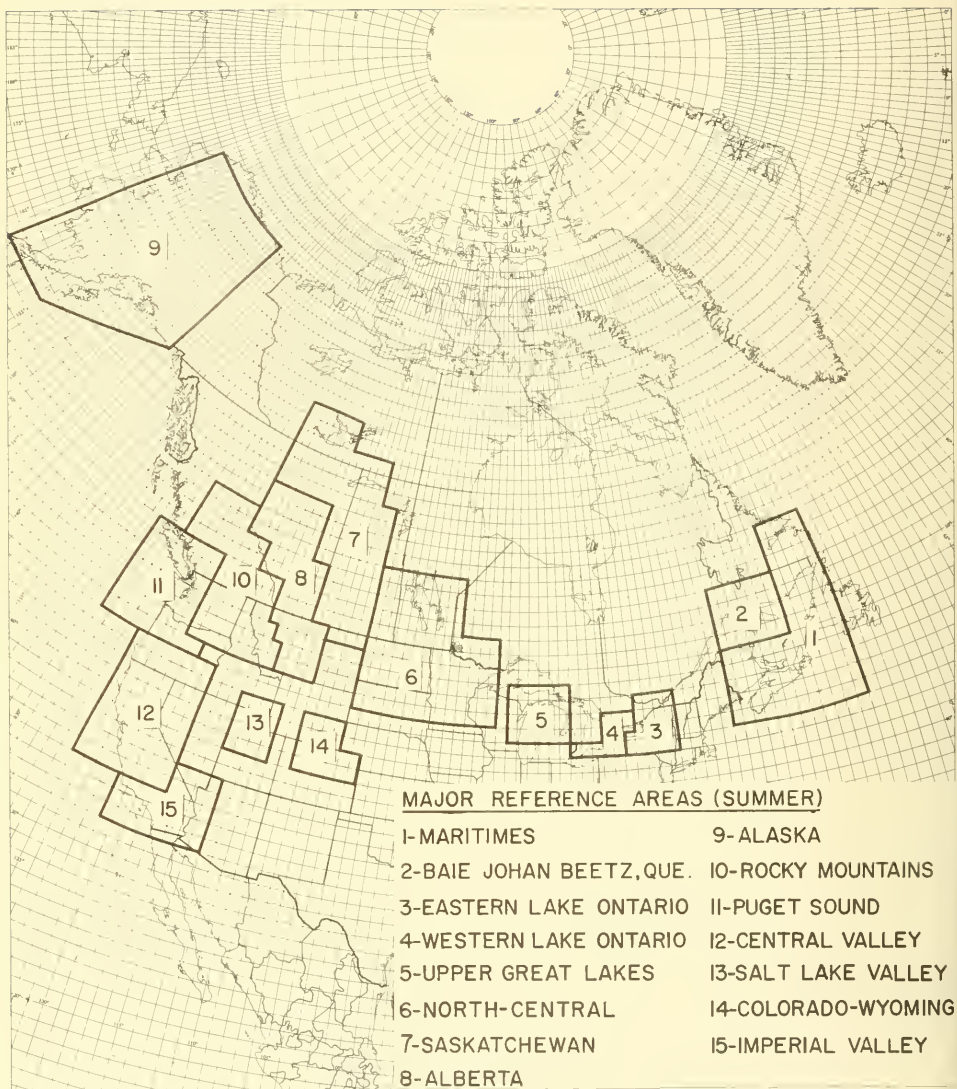 9
7
8
10
11
2
1
6
12
13
14
5
4
3
15
MAJOR REFERENCE AREAS (SUMMER)
1-MARITIMES
2-BAIE JOHAN BEETZ, QUE.
3-EASTERN LAKE ONTARIO
4-WESTERN LAKE ONTARIO
5-UPPER GREAT LAKES
6-NORTH-CENTRAL
7-SASKATCHEWAN
8-ALBERTA
9-ALASKA
10-ROCKY MOUNTAINS
11-PUGET SOUND
12-CENTRAL VALLEY
13-SALT LAKE VALLEY
14-COLORADO-WYOMING
15-IMPERIAL VALLEY